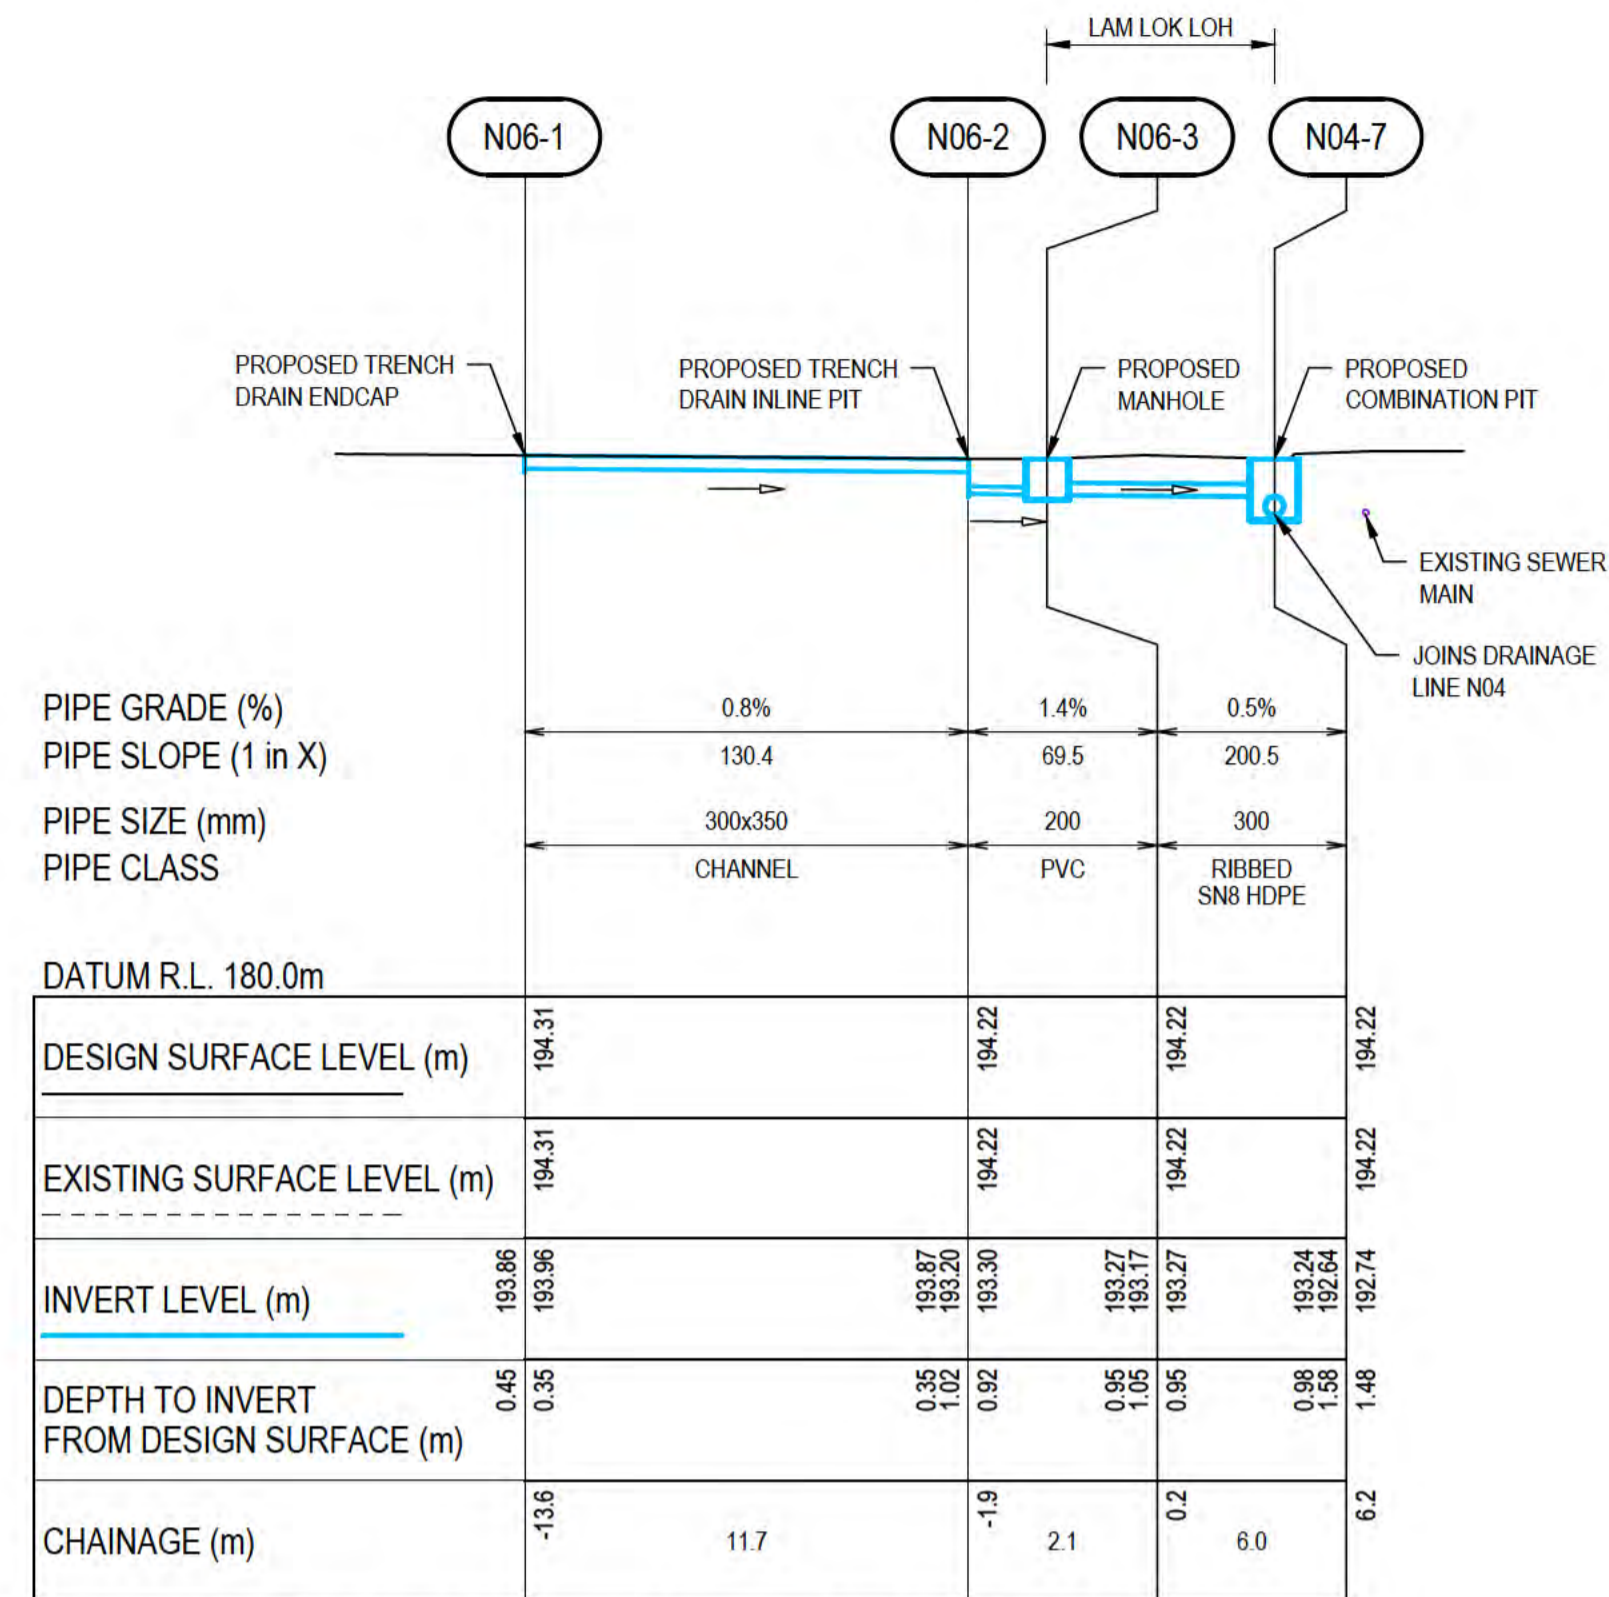 LAM LOK LOH
N06-1
N06-2
N06-3
N04-7
PROPOSED TRENCH
DRAIN ENDCAP
PROPOSED TRENCH
DRAIN INLINE PIT
PROPOSED
MANHOLE
PROPOSED
COMBINATION PIT
EXISTING SEWER
MAIN
JOINS DRAINAGE
LINE N04
PIPE GRADE (%) 0.8% 1.4% 0.5%
PIPE SLOPE (1 in X) 130.4 69.5 200.5
PIPE SIZE (mm) 300x350 200 300
PIPE CLASS CHANNEL PVC RIBBED
SN8 HDPE
DATUM R.L. 180.0m
DESIGN SURFACE LEVEL (m) 194.31 194.22 194.22 194.22
EXISTING SURFACE LEVEL (m) 194.31 194.22 194.22 194.22
INVERT LEVEL (m) 193.86 193.96 193.87 193.20 193.30 193.27 193.17 193.27 193.24 192.64 192.74
DEPTH TO INVERT
FROM DESIGN SURFACE (m) 0.45 0.35 0.35 1.02 0.92 0.95 1.05 0.95 0.98 1.58 1.48
CHAINAGE (m) -13.6 11.7 -1.9 2.1 0.2 6.0 6.2